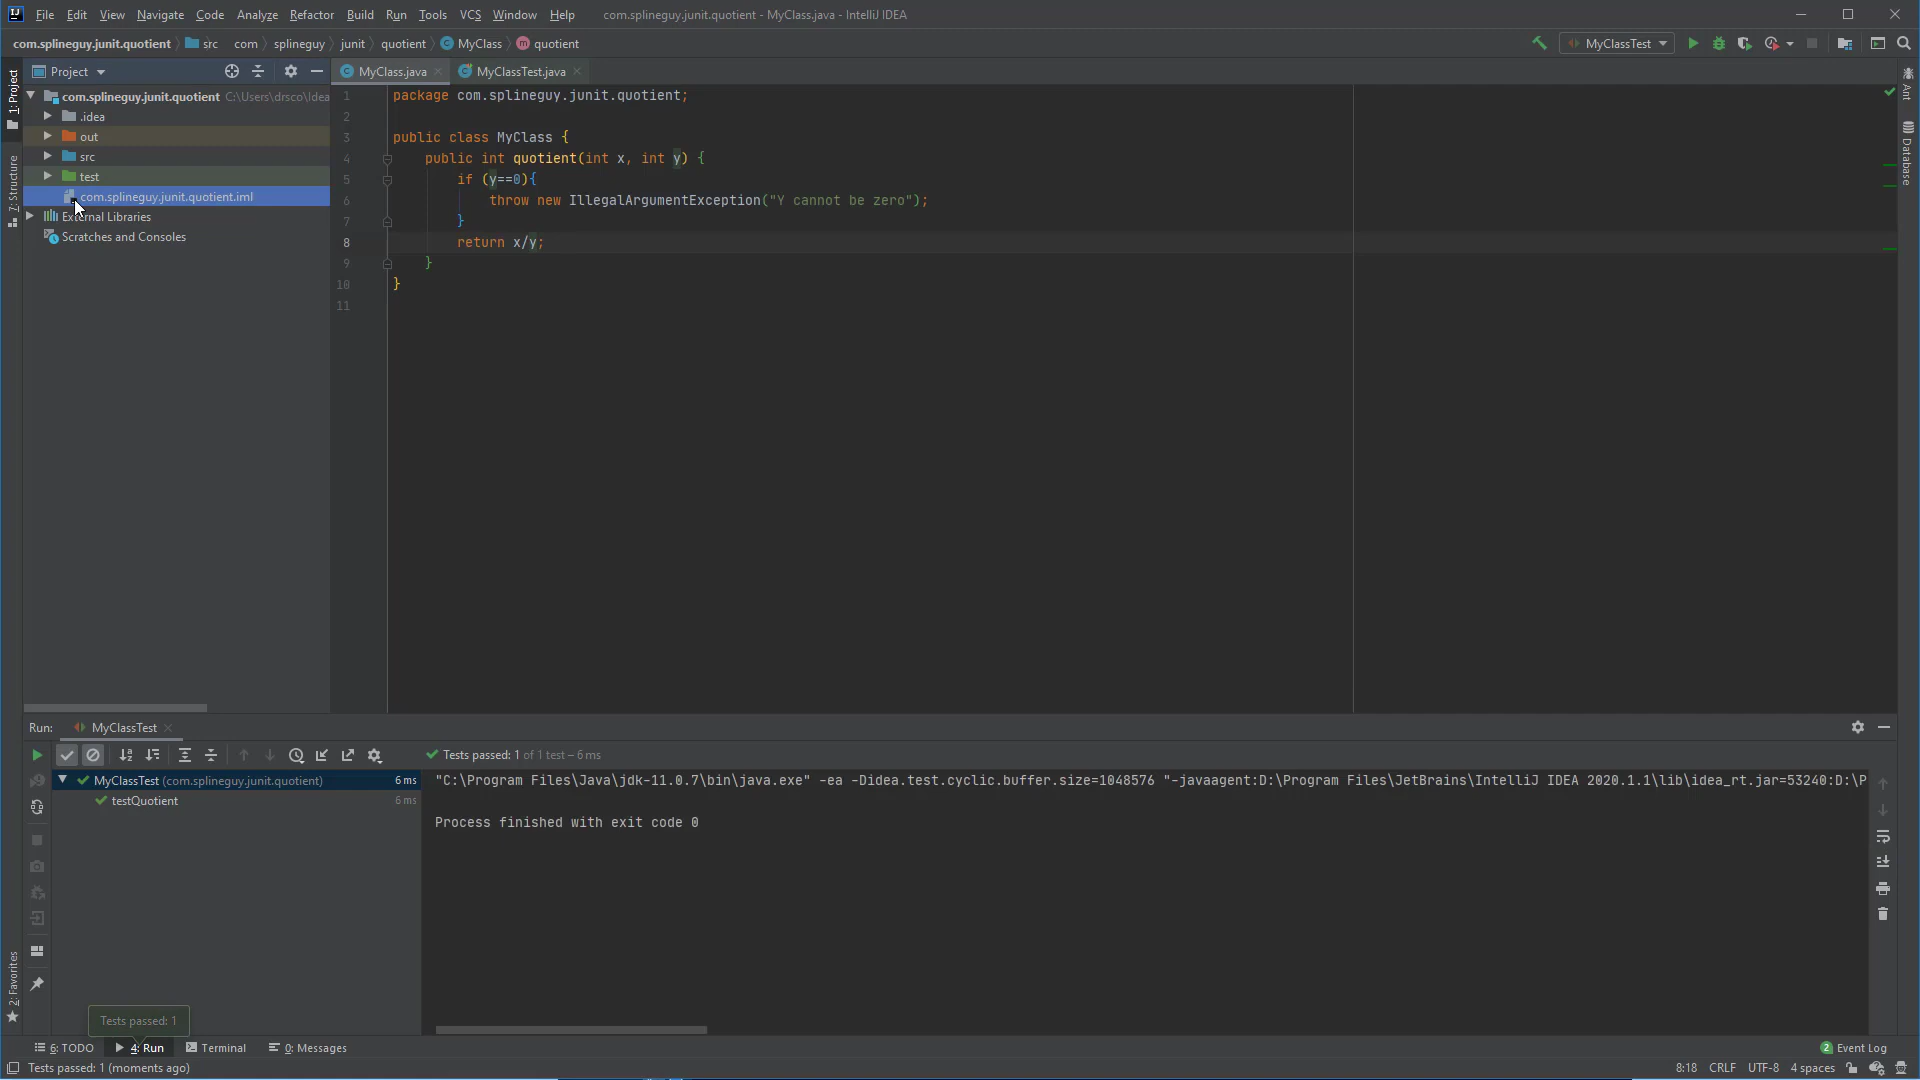 File Edit View Navigate Code Analyze Refactor Build Run Tools VCS Window Help com.splineguy.junit.quotient - MyClass.java - IntelliJ IDEA
com.splineguy.junit.quotient src com splineguy junit quotient MyClass quotient MyClassTest
Project MyClass.java MyClassTest.java
1: Project
7: Structure
2: Favorites
Ant
Database
com.splineguy.junit.quotient C:\Users\drsco\Idea
.idea
out
src
test
com.splineguy.junit.quotient.iml
External Libraries
Scratches and Consoles
1 package com.splineguy.junit.quotient;
2
3 public class MyClass {
4 public int quotient(int x, int y) {
5 if (y==0){
6 throw new IllegalArgumentException("Y cannot be zero");
7 }
8 return x/y;
9 }
10 }
11
Run: MyClassTest
Tests passed: 1 of 1 test – 6 ms
MyClassTest (com.splineguy.junit.quotient) 6 ms
testQuotient 6 ms
"C:\Program Files\Java\jdk-11.0.7\bin\java.exe" -ea -Didea.test.cyclic.buffer.size=1048576 "-javaagent:D:\Program Files\JetBrains\IntelliJ IDEA 2020.1.1\lib\idea_rt.jar=53240:D:\P
Process finished with exit code 0
Tests passed: 1
6: TODO 4: Run Terminal 0: Messages 2 Event Log
Tests passed: 1 (moments ago) 8:18 CRLF UTF-8 4 spaces